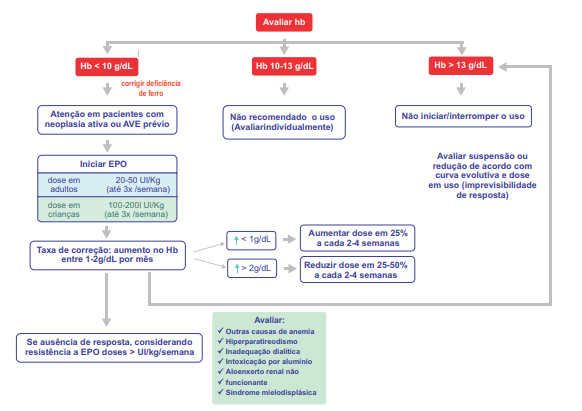 Avaliar hb
Hb < 10 g/dL
Hb 10-13 g/dL
Hb > 13 g/dL
corrigir deficiência
de ferro
Atenção em pacientes com
neoplasia ativa ou AVE prévio
Não recomendado o uso
(Avaliarindividualmente)
Não iniciar/interromper o uso
Iniciar EPO
dose em
adultos
20-50 UI/Kg
(até 3x /semana)
dose em
crianças
100-200I UI/Kg
(até 3x /semana)
Avaliar suspensão ou
redução de acordo com
curva evolutiva e dose
em uso (imprevisibilidade
de resposta)
Taxa de correção: aumento no Hb
entre 1-2g/dL por mês
↑ < 1g/dL
Aumentar dose em 25%
a cada 2-4 semanas
↑ > 2g/dL
Reduzir dose em 25-50%
a cada 2-4 semanas
Se ausência de resposta, considerando
resistência a EPO doses > UI/kg/semana
Avaliar:
✓ Outras causas de anemia
✓ Hiperparatireodismo
✓ Inadequação dialítica
✓ Intoxicação por alumínio
✓ Aloenxerto renal não
✓ funcionante
✓ Síndrome mielodisplásica